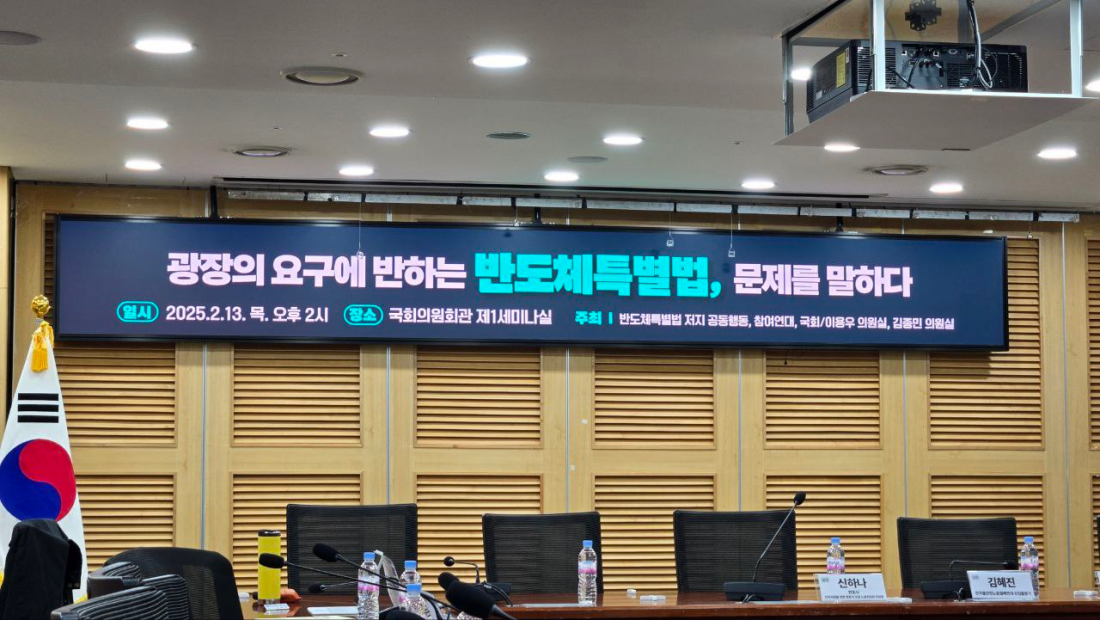 광장의 요구에 반하는 반도체특별법, 문제를 말하다
일시 2025.2.13. 목. 오후 2시 장소 국회의원회관 제1세미나실 주최 | 반도체특별법 저지 공동행동, 참여연대, 국회/이용우 의원실, 김종민 의원실
신하나
변호사
김혜진